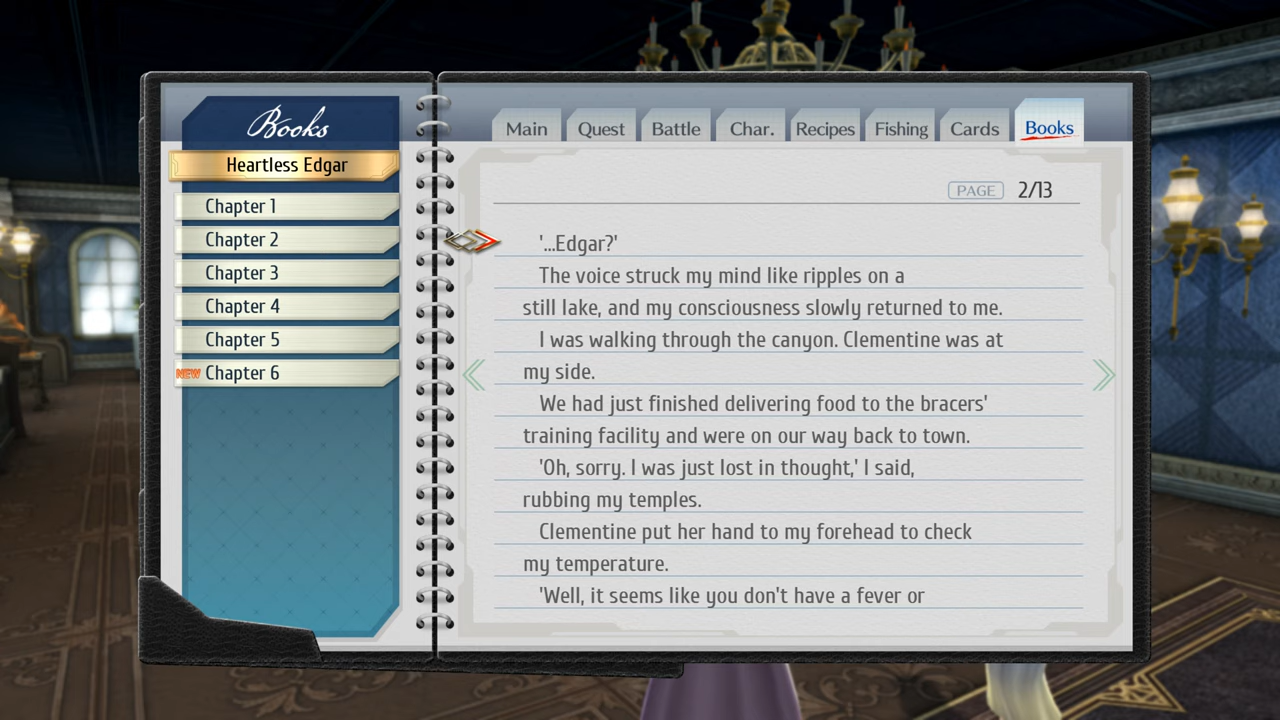 Books
Heartless Edgar
Chapter 1
Chapter 2
Chapter 3
Chapter 4
Chapter 5
NEW Chapter 6
Main
Quest
Battle
Char.
Recipes
Fishing
Cards
Books
PAGE 2/13
'...Edgar?'
The voice struck my mind like ripples on a
still lake, and my consciousness slowly returned to me.
I was walking through the canyon. Clementine was at
my side.
We had just finished delivering food to the bracers'
training facility and were on our way back to town.
'Oh, sorry. I was just lost in thought,' I said,
rubbing my temples.
Clementine put her hand to my forehead to check
my temperature.
'Well, it seems like you don't have a fever or